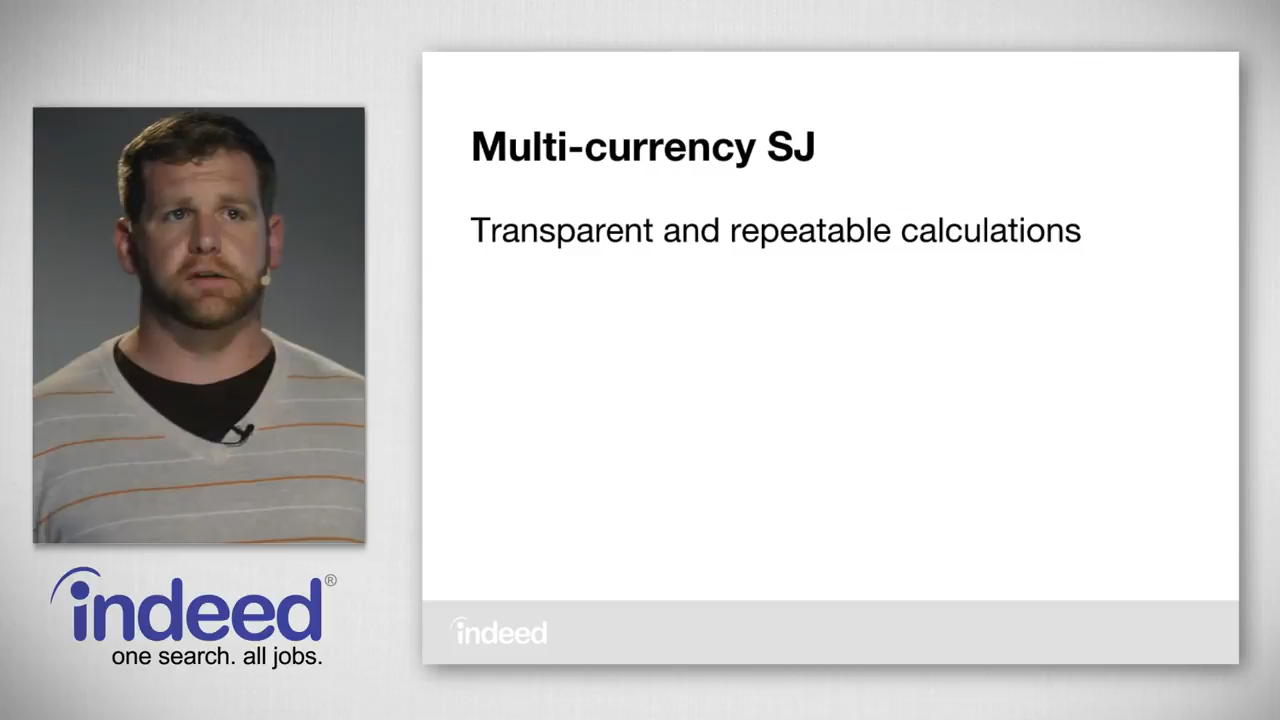 Multi-currency SJ
Transparent and repeatable calculations
indeed®
one search. all jobs.
indeed